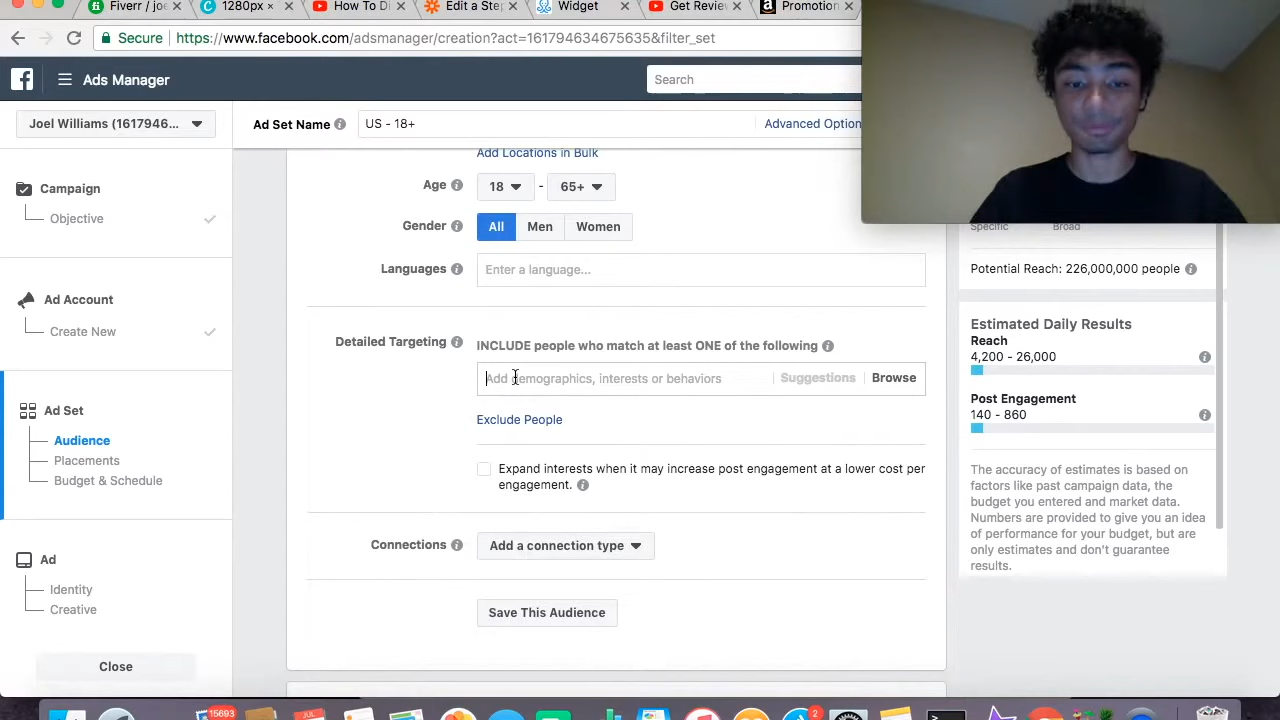 Fiverr / joe
1280px ×
How To Di
Edit a Step
Widget
Get Review
Promotion
Secure
https://www.facebook.com/adsmanager/creation?act=161794634675635&filter_set
Ads Manager
Search
Joel Williams (1617946...
Ad Set Name
US - 18+
Advanced Option
Campaign
Objective
Ad Account
Create New
Ad Set
Audience
Placements
Budget & Schedule
Ad
Identity
Creative
Close
Add Locations in Bulk
Age
18
-
65+
Gender
All
Men
Women
Languages
Enter a language...
Detailed Targeting
INCLUDE people who match at least ONE of the following
Add demographics, interests or behaviors
Suggestions
Browse
Exclude People
Expand interests when it may increase post engagement at a lower cost per
engagement.
Connections
Add a connection type
Save This Audience
Specific
Broad
Potential Reach: 226,000,000 people
Estimated Daily Results
Reach
4,200 - 26,000
Post Engagement
140 - 860
The accuracy of estimates is based on
factors like past campaign data, the
budget you entered and market data.
Numbers are provided to give you an idea
of performance for your budget, but are
only estimates and don't guarantee
results.
15693
JUL
2